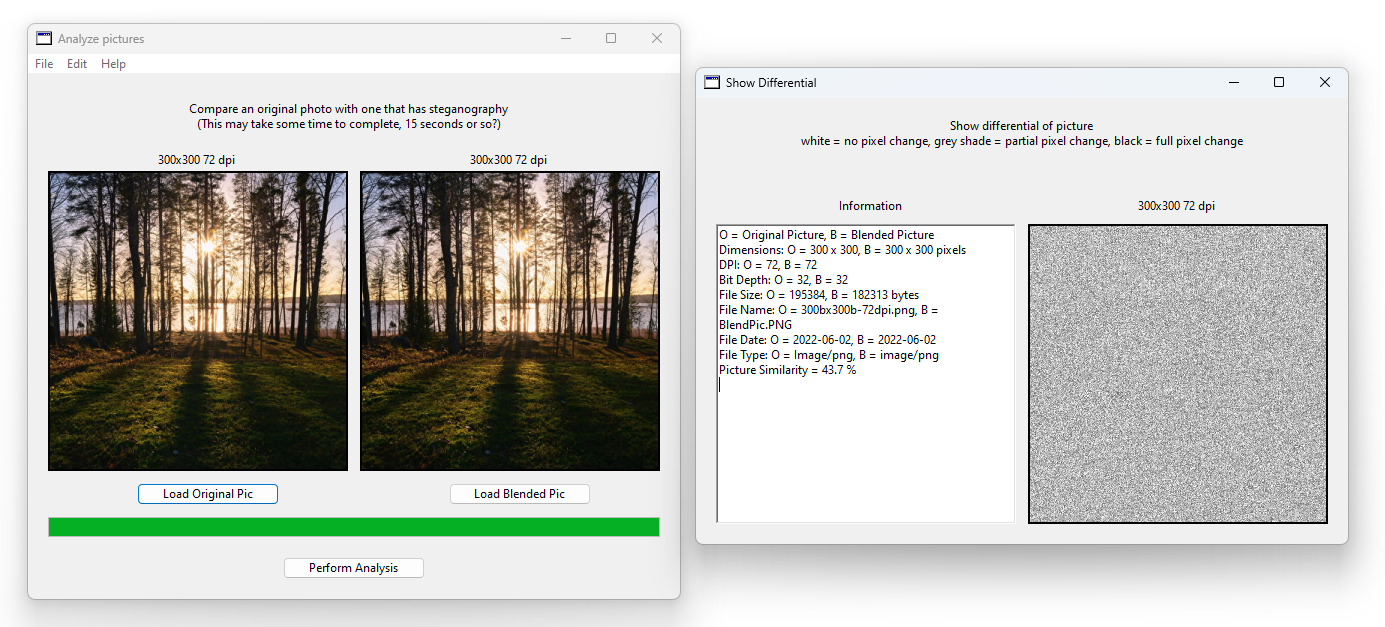 Analyze pictures
File Edit Help
Compare an original photo with one that has steganography
(This may take some time to complete, 15 seconds or so?)
300x300 72 dpi
300x300 72 dpi
Load Original Pic
Load Blended Pic
Perform Analysis
Show Differential
Show differential of picture
white = no pixel change, grey shade = partial pixel change, black = full pixel change
Information
300x300 72 dpi
O = Original Picture, B = Blended Picture
Dimensions: O = 300 x 300, B = 300 x 300 pixels
DPI: O = 72, B = 72
Bit Depth: O = 32, B = 32
File Size: O = 195384, B = 182313 bytes
File Name: O = 300bx300b-72dpi.png, B =
BlendPic.PNG
File Date: O = 2022-06-02, B = 2022-06-02
File Type: O = Image/png, B = image/png
Picture Similarity = 43.7 %